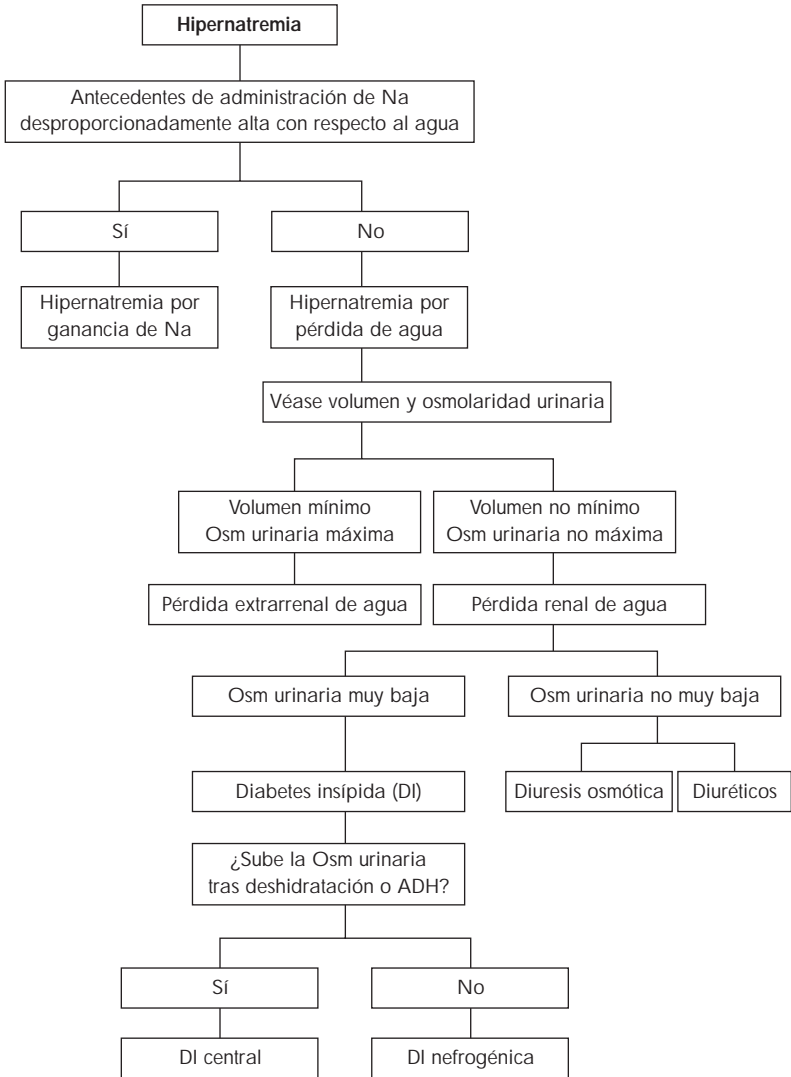 Hipernatremia
Antecedentes de administración de Na
desproporcionadamente alta con respecto al agua
Sí
No
Hipernatremia por
ganancia de Na
Hipernatremia por
pérdida de agua
Véase volumen y osmolaridad urinaria
Volumen mínimo
Osm urinaria máxima
Volumen no mínimo
Osm urinaria no máxima
Pérdida extrarrenal de agua
Pérdida renal de agua
Osm urinaria muy baja
Osm urinaria no muy baja
Diabetes insípida (DI)
Diuresis osmótica
Diuréticos
¿Sube la Osm urinaria
tras deshidratación o ADH?
Sí
No
DI central
DI nefrogénica